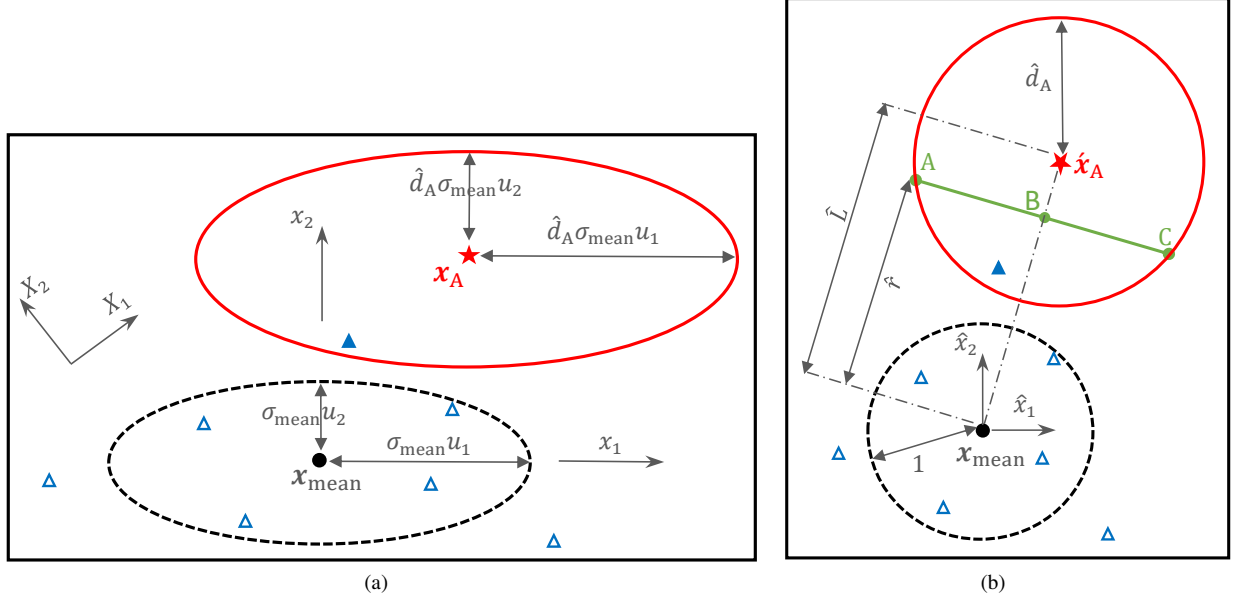 d̂_A σ_mean u_2
x_2
d̂_A σ_mean u_1
x_A
X_2
X_1
σ_mean u_2
σ_mean u_1
x_1
x_mean
(a)
d̂_A
x́_A
A
B
C
L̂
r̂
x̂_2
x̂_1
1
x_mean
(b)